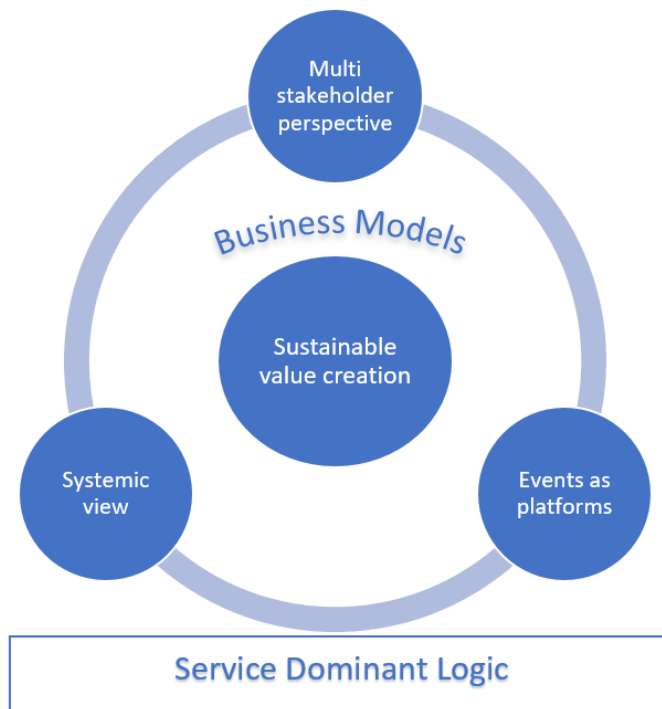 Multi
stakeholder
perspective
Business Models
Sustainable
value creation
Systemic
view
Events as
platforms
Service Dominant Logic